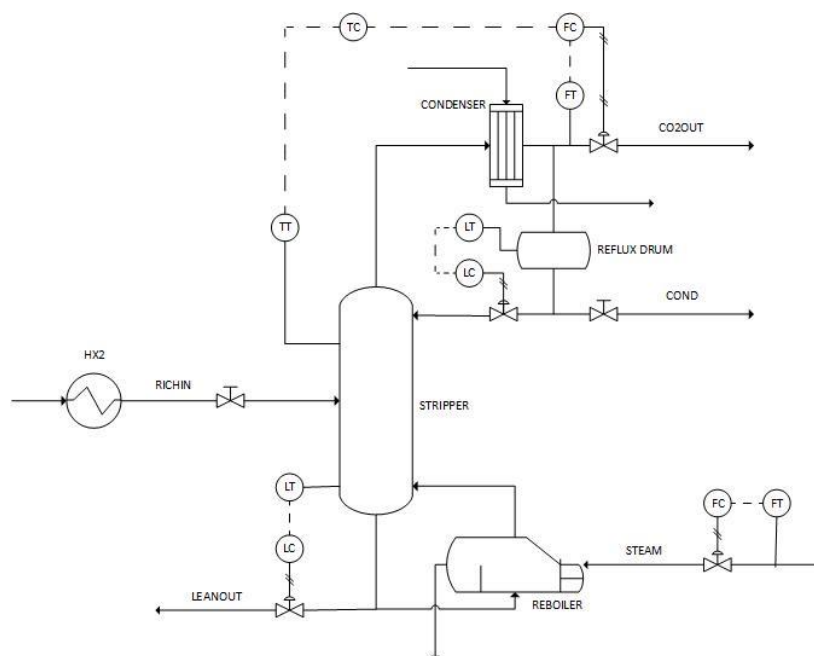 TC
FC
CONDENSER
FT
CO2OUT
TT
LT
REFLUX DRUM
LC
COND
HX2
RICHIN
STRIPPER
LT
FC
FT
LC
STEAM
LEANOUT
REBOILER